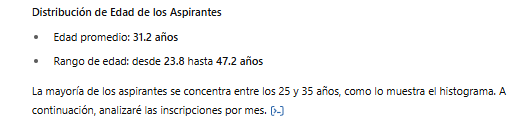 Distribución de Edad de los Aspirantes
• Edad promedio: 31.2 años
• Rango de edad: desde 23.8 hasta 47.2 años
La mayoría de los aspirantes se concentra entre los 25 y 35 años, como lo muestra el histograma. A
continuación, analizaré las inscripciones por mes. [>-]